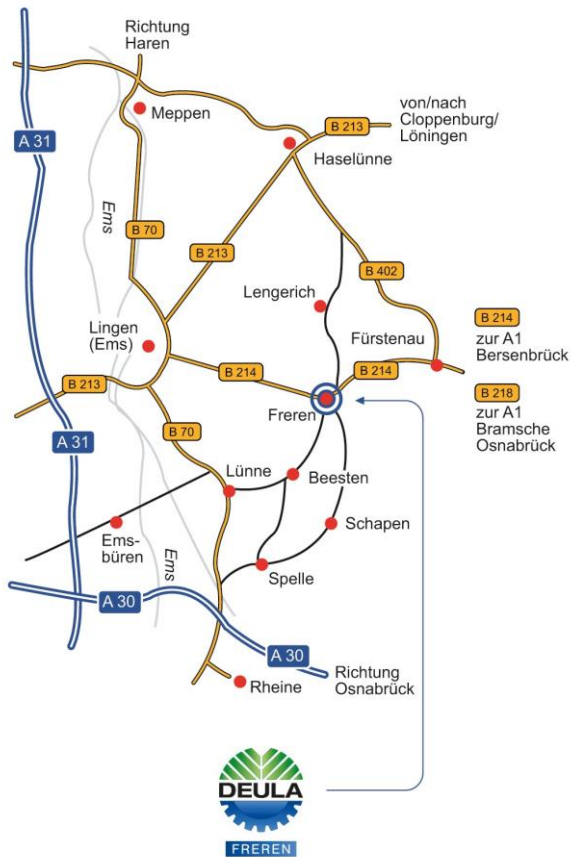 Richtung
Haren
Meppen
von/nach
Cloppenburg/
Löningen
B 213
Haselünne
A 31
Ems
B 70
B 213
B 402
Lengerich
Lingen
(Ems)
Fürstenau
B 214
zur A1
Bersenbrück
B 213
B 214
B 214
B 218
zur A1
Bramsche
Osnabrück
Freren
B 70
A 31
Lünne
Beesten
Schapen
Ems-
büren
Ems
Spelle
A 30
A 30
Richtung
Osnabrück
Rheine
DEULA
FREREN